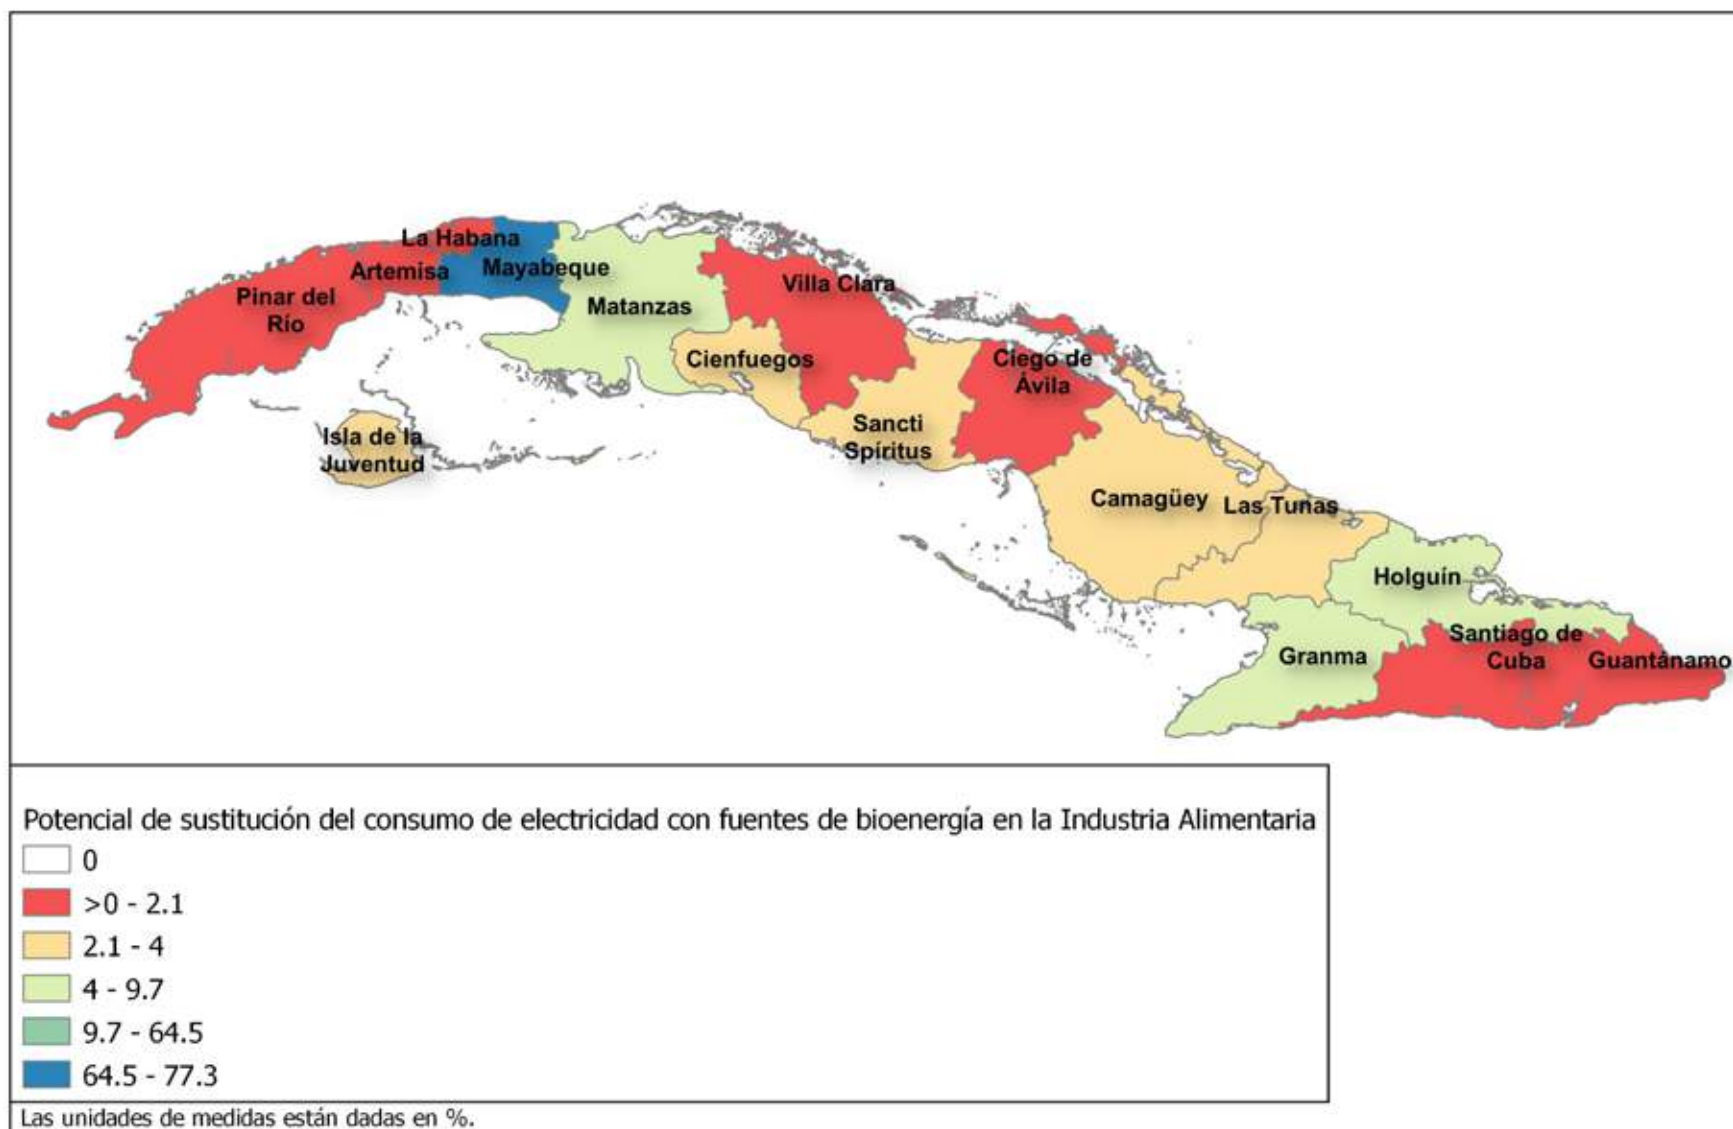 La Habana
Artemisa
Mayabeque
Pinar del
Río
Matanzas
Villa Clara
Cienfuegos
Ciego de
Ávila
Isla de la
Juventud
Sancti
Spíritus
Camagüey
Las Tunas
Holguín
Granma
Santiago de
Cuba
Guantánamo
Potencial de sustitución del consumo de electricidad con fuentes de bioenergía en la Industria Alimentaria
0
>0 - 2.1
2.1 - 4
4 - 9.7
9.7 - 64.5
64.5 - 77.3
Las unidades de medidas están dadas en %.